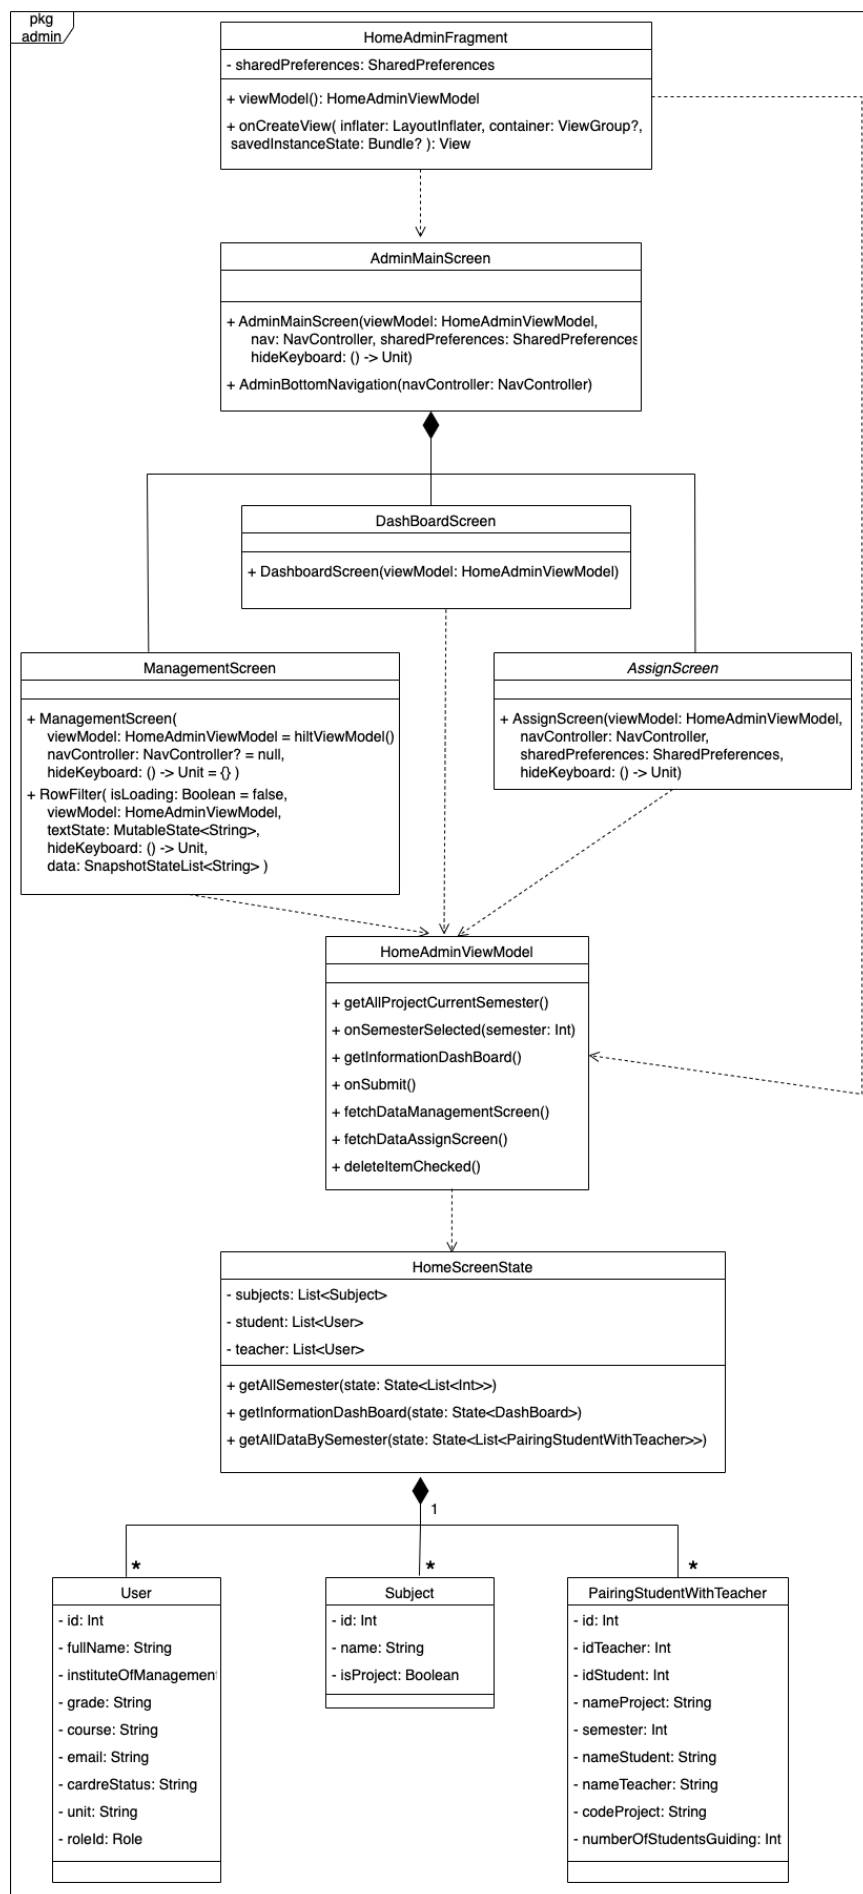 pkg
admin
HomeAdminFragment
- sharedPreferences: SharedPreferences
+ viewModel(): HomeAdminViewModel
+ onCreateView( inflater: LayoutInflater, container: ViewGroup?,
savedInstanceState: Bundle? ): View
AdminMainScreen
+ AdminMainScreen(viewModel: HomeAdminViewModel,
nav: NavController, sharedPreferences: SharedPreferences
hideKeyboard: () -> Unit)
+ AdminBottomNavigation(navController: NavController)
DashBoardScreen
+ DashboardScreen(viewModel: HomeAdminViewModel)
ManagementScreen
+ ManagementScreen(
viewModel: HomeAdminViewModel = hiltViewModel()
navController: NavController? = null,
hideKeyboard: () -> Unit = {} )
+ RowFilter( isLoading: Boolean = false,
viewModel: HomeAdminViewModel,
textState: MutableState<String>,
hideKeyboard: () -> Unit,
data: SnapshotStateList<String> )
AssignScreen
+ AssignScreen(viewModel: HomeAdminViewModel,
navController: NavController,
sharedPreferences: SharedPreferences,
hideKeyboard: () -> Unit)
HomeAdminViewModel
+ getAllProjectCurrentSemester()
+ onSemesterSelected(semester: Int)
+ getInformationDashBoard()
+ onSubmit()
+ fetchDataManagementScreen()
+ fetchDataAssignScreen()
+ deleteItemChecked()
HomeScreenState
- subjects: List<Subject>
- student: List<User>
- teacher: List<User>
+ getAllSemester(state: State<List<Int>>)
+ getInformationDashBoard(state: State<DashBoard>)
+ getAllDataBySemester(state: State<List<PairingStudentWithTeacher>>)
1
* * *
User
- id: Int
- fullName: String
- instituteOfManagement
- grade: String
- course: String
- email: String
- cardreStatus: String
- unit: String
- roleId: Role
Subject
- id: Int
- name: String
- isProject: Boolean
PairingStudentWithTeacher
- id: Int
- idTeacher: Int
- idStudent: Int
- nameProject: String
- semester: Int
- nameStudent: String
- nameTeacher: String
- codeProject: String
- numberOfStudentsGuiding: Int